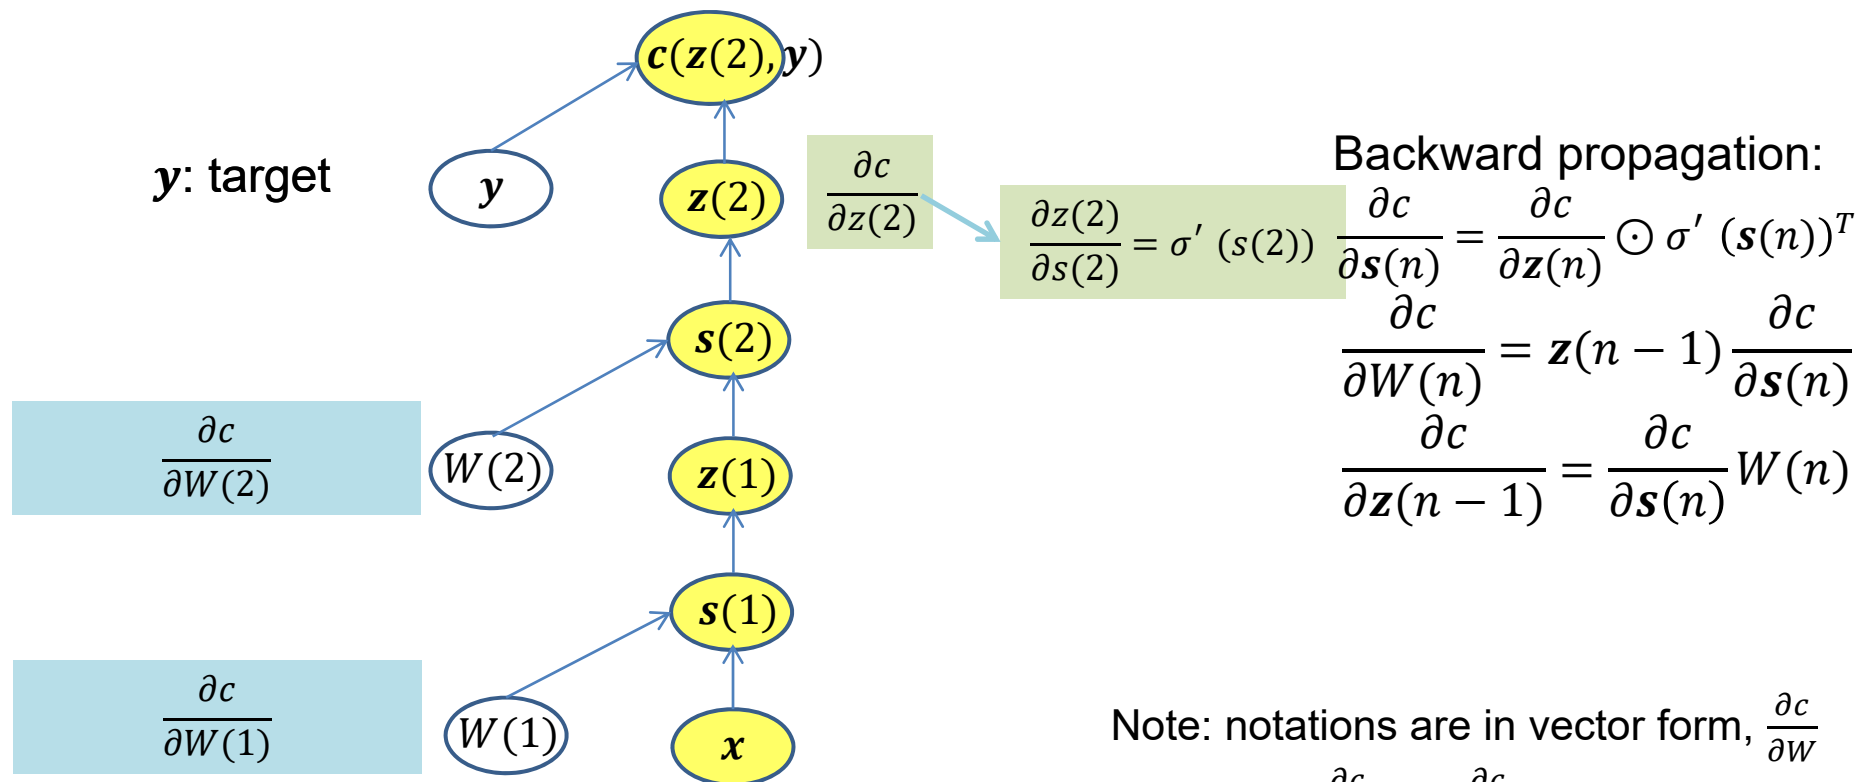 c(z(2), y)
y: target
y
z(2)
∂c/∂z(2)
∂z(2)/∂s(2) = σ′ (s(2))
Backward propagation:
∂c/∂s(n) = ∂c/∂z(n) ⊙ σ′ (s(n))ᵀ
∂c/∂W(n) = z(n − 1) ∂c/∂s(n)
∂c/∂z(n − 1) = ∂c/∂s(n) W(n)
s(2)
∂c/∂W(2)
W(2)
z(1)
s(1)
∂c/∂W(1)
W(1)
x
Note: notations are in vector form, ∂c/∂W